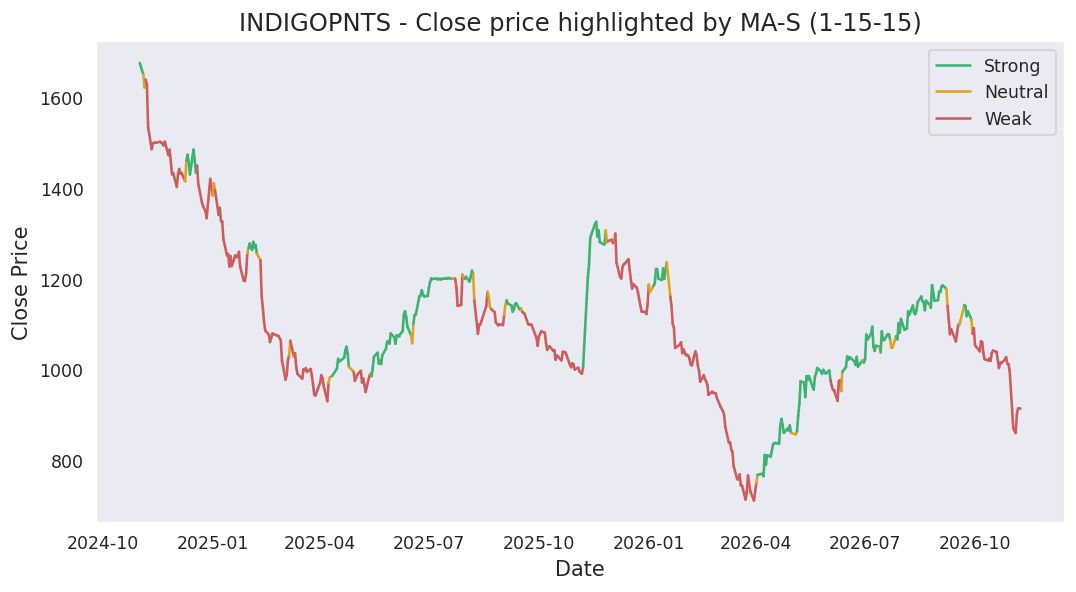 INDIGOPNTS - Close price highlighted by MA-S (1-15-15)
Strong
Neutral
Weak
Close Price
1600
1400
1200
1000
800
2024-10 2025-01 2025-04 2025-07 2025-10 2026-01 2026-04 2026-07 2026-10
Date